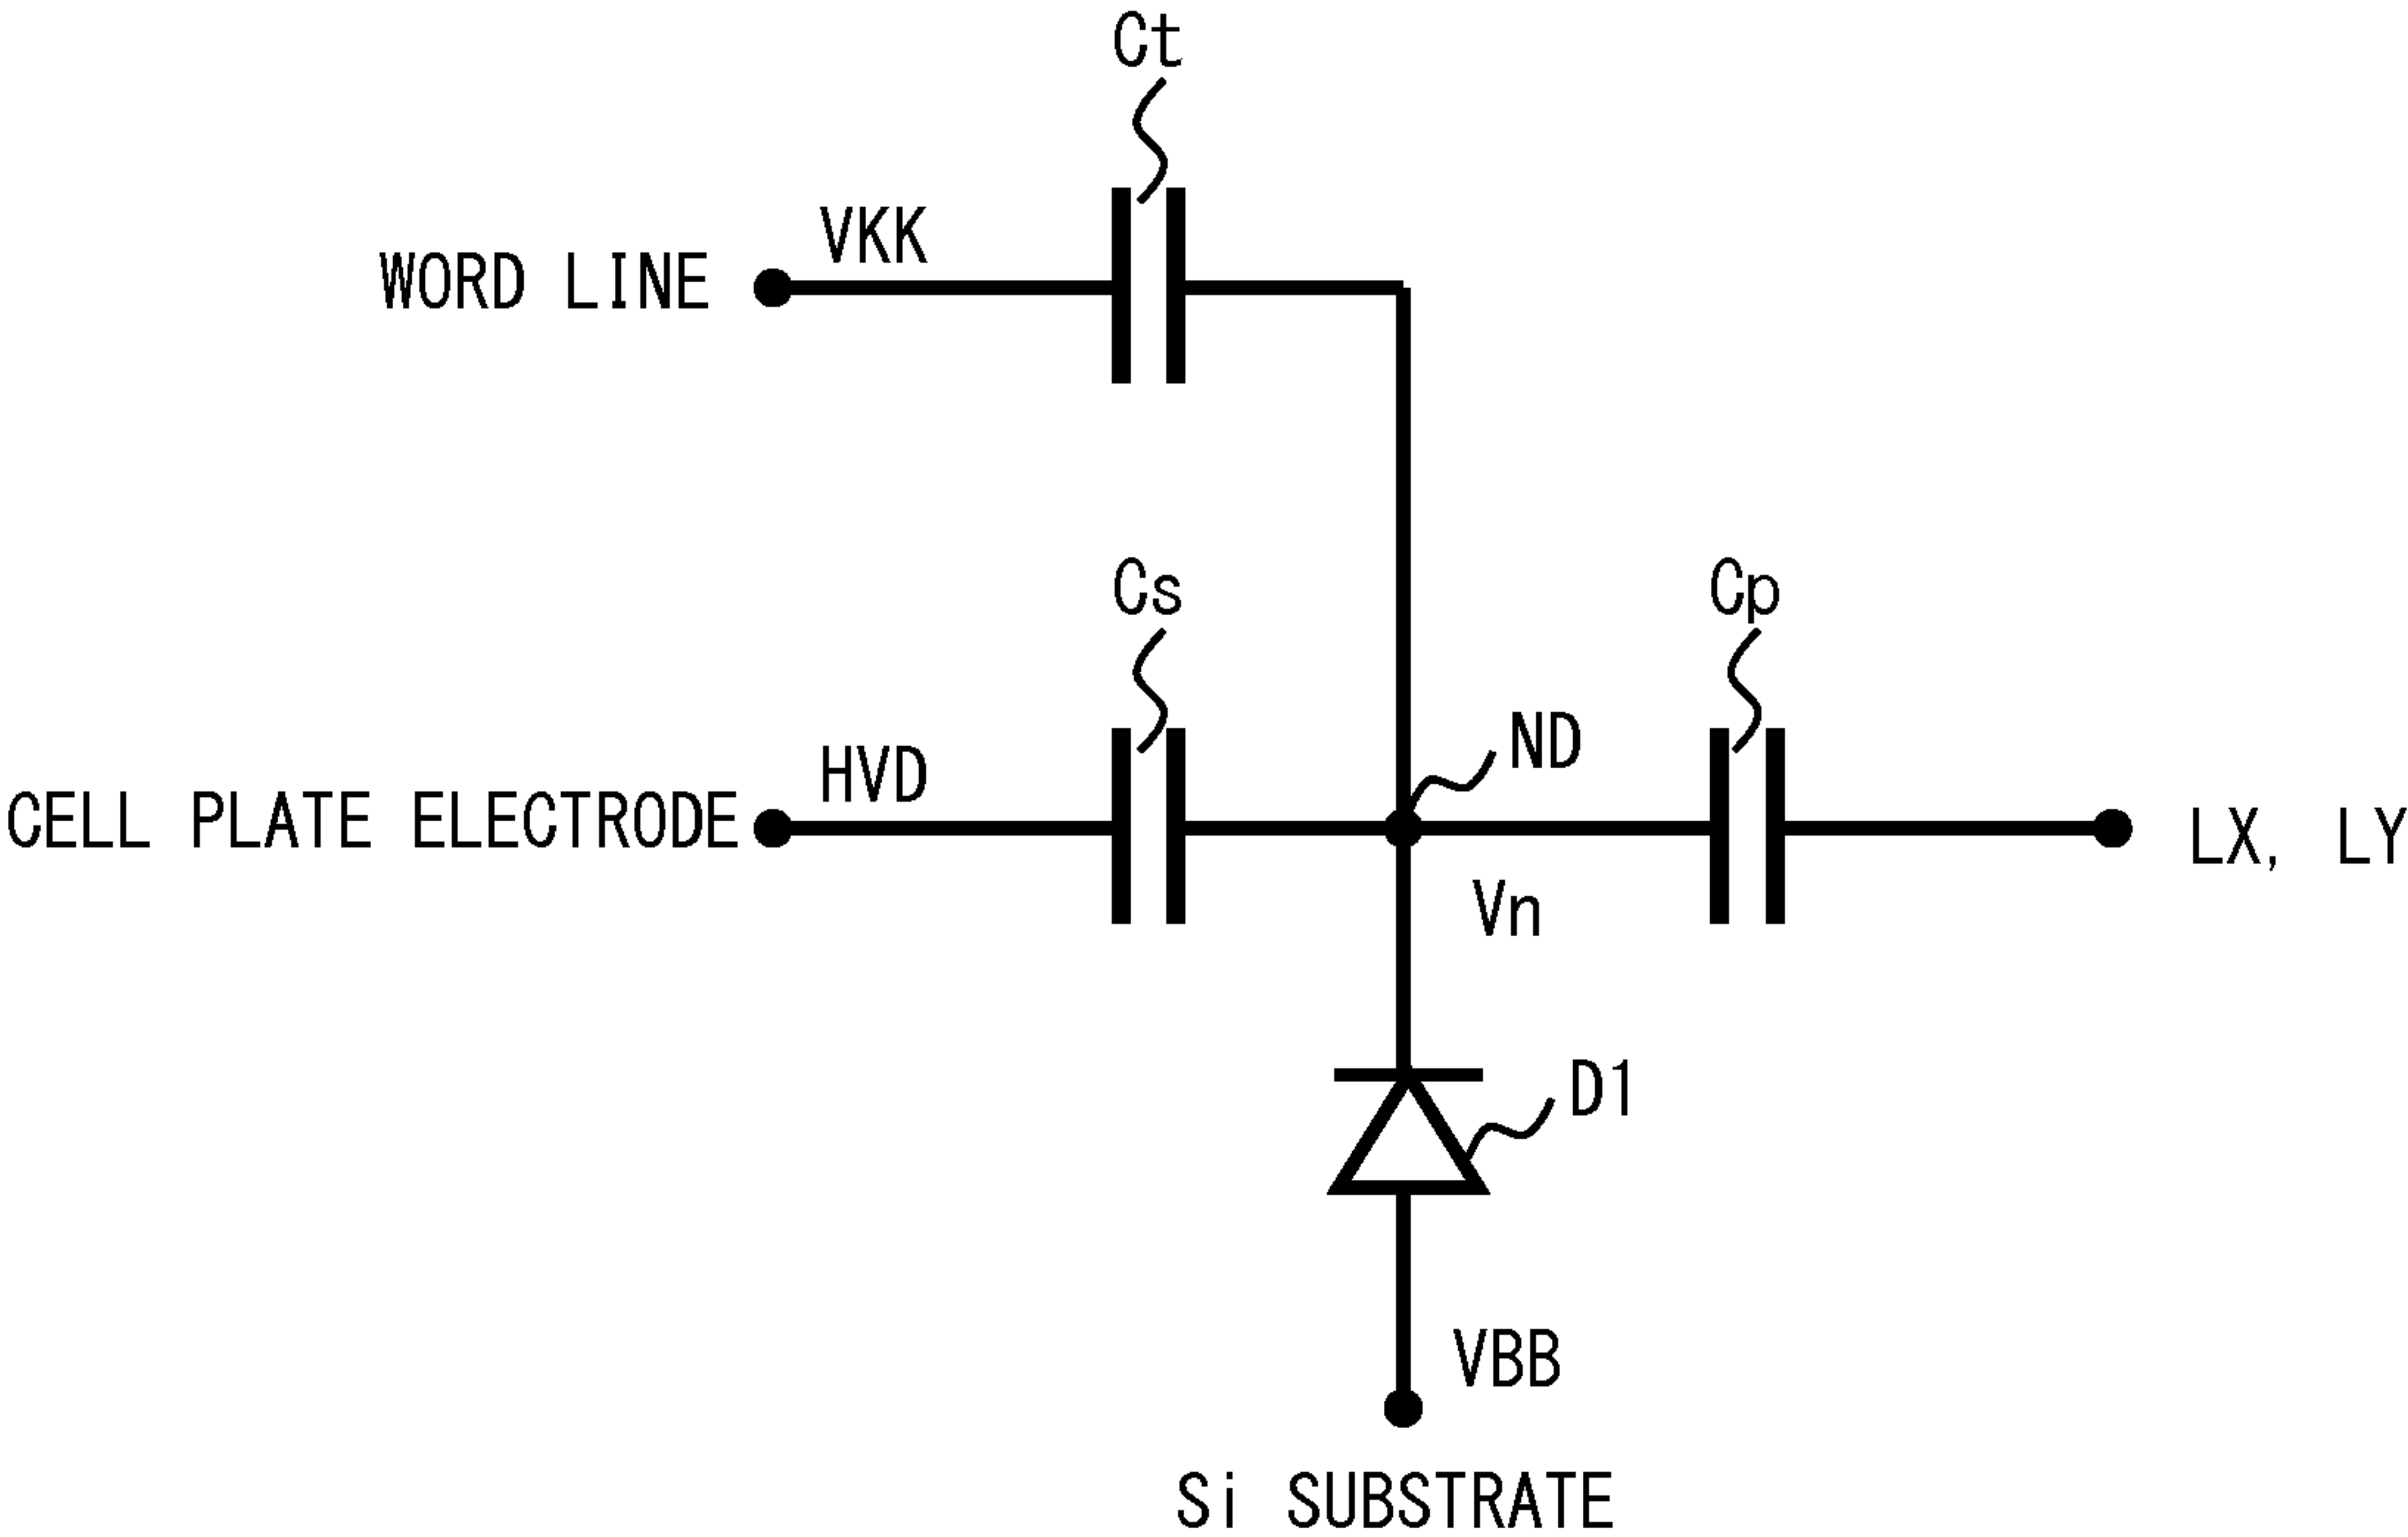 Ct
VKK
WORD LINE
Cs
Cp
ND
HVD
CELL PLATE ELECTRODE
LX, LY
Vn
D1
VBB
Si SUBSTRATE